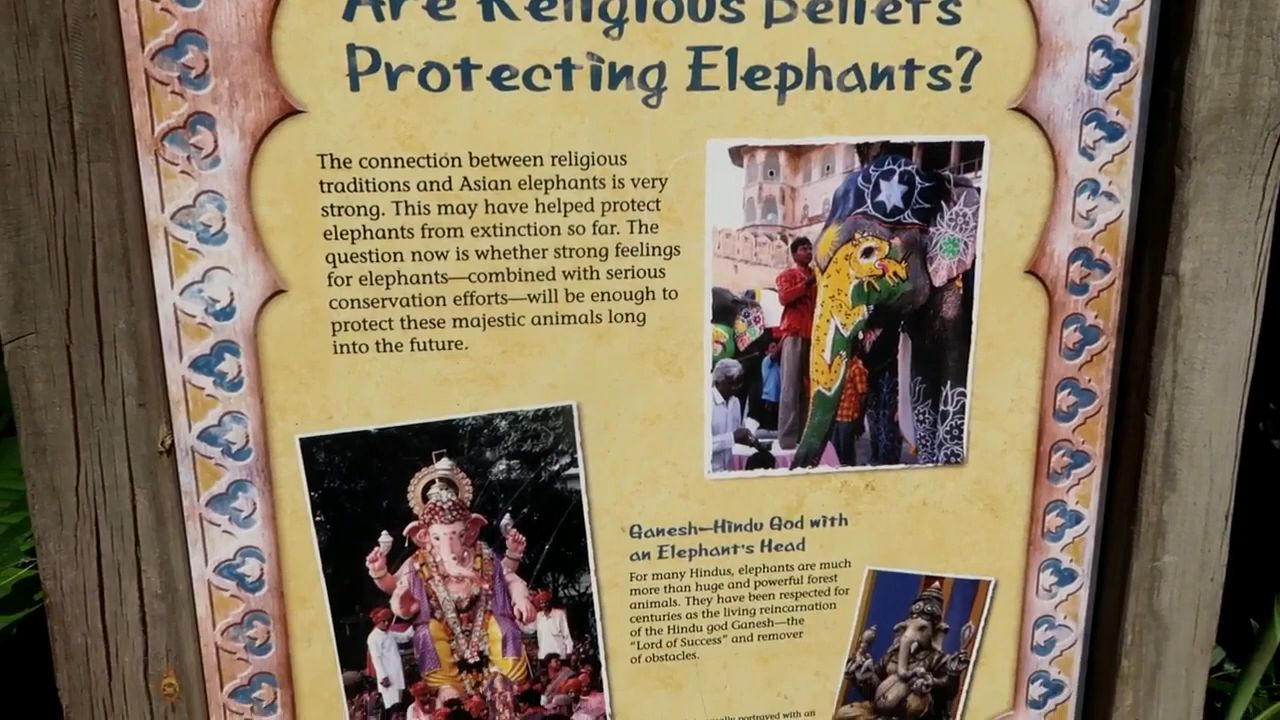 Are Religious Beliefs
Protecting Elephants?
The connection between religious
traditions and Asian elephants is very
strong. This may have helped protect
elephants from extinction so far. The
question now is whether strong feelings
for elephants—combined with serious
conservation efforts—will be enough to
protect these majestic animals long
into the future.
Ganesh—Hindu God with
an Elephant's Head
For many Hindus, elephants are much
more than huge and powerful forest
animals. They have been respected for
centuries as the living reincarnation
of the Hindu god Ganesh—the
"Lord of Success" and remover
of obstacles.
portrayed with an